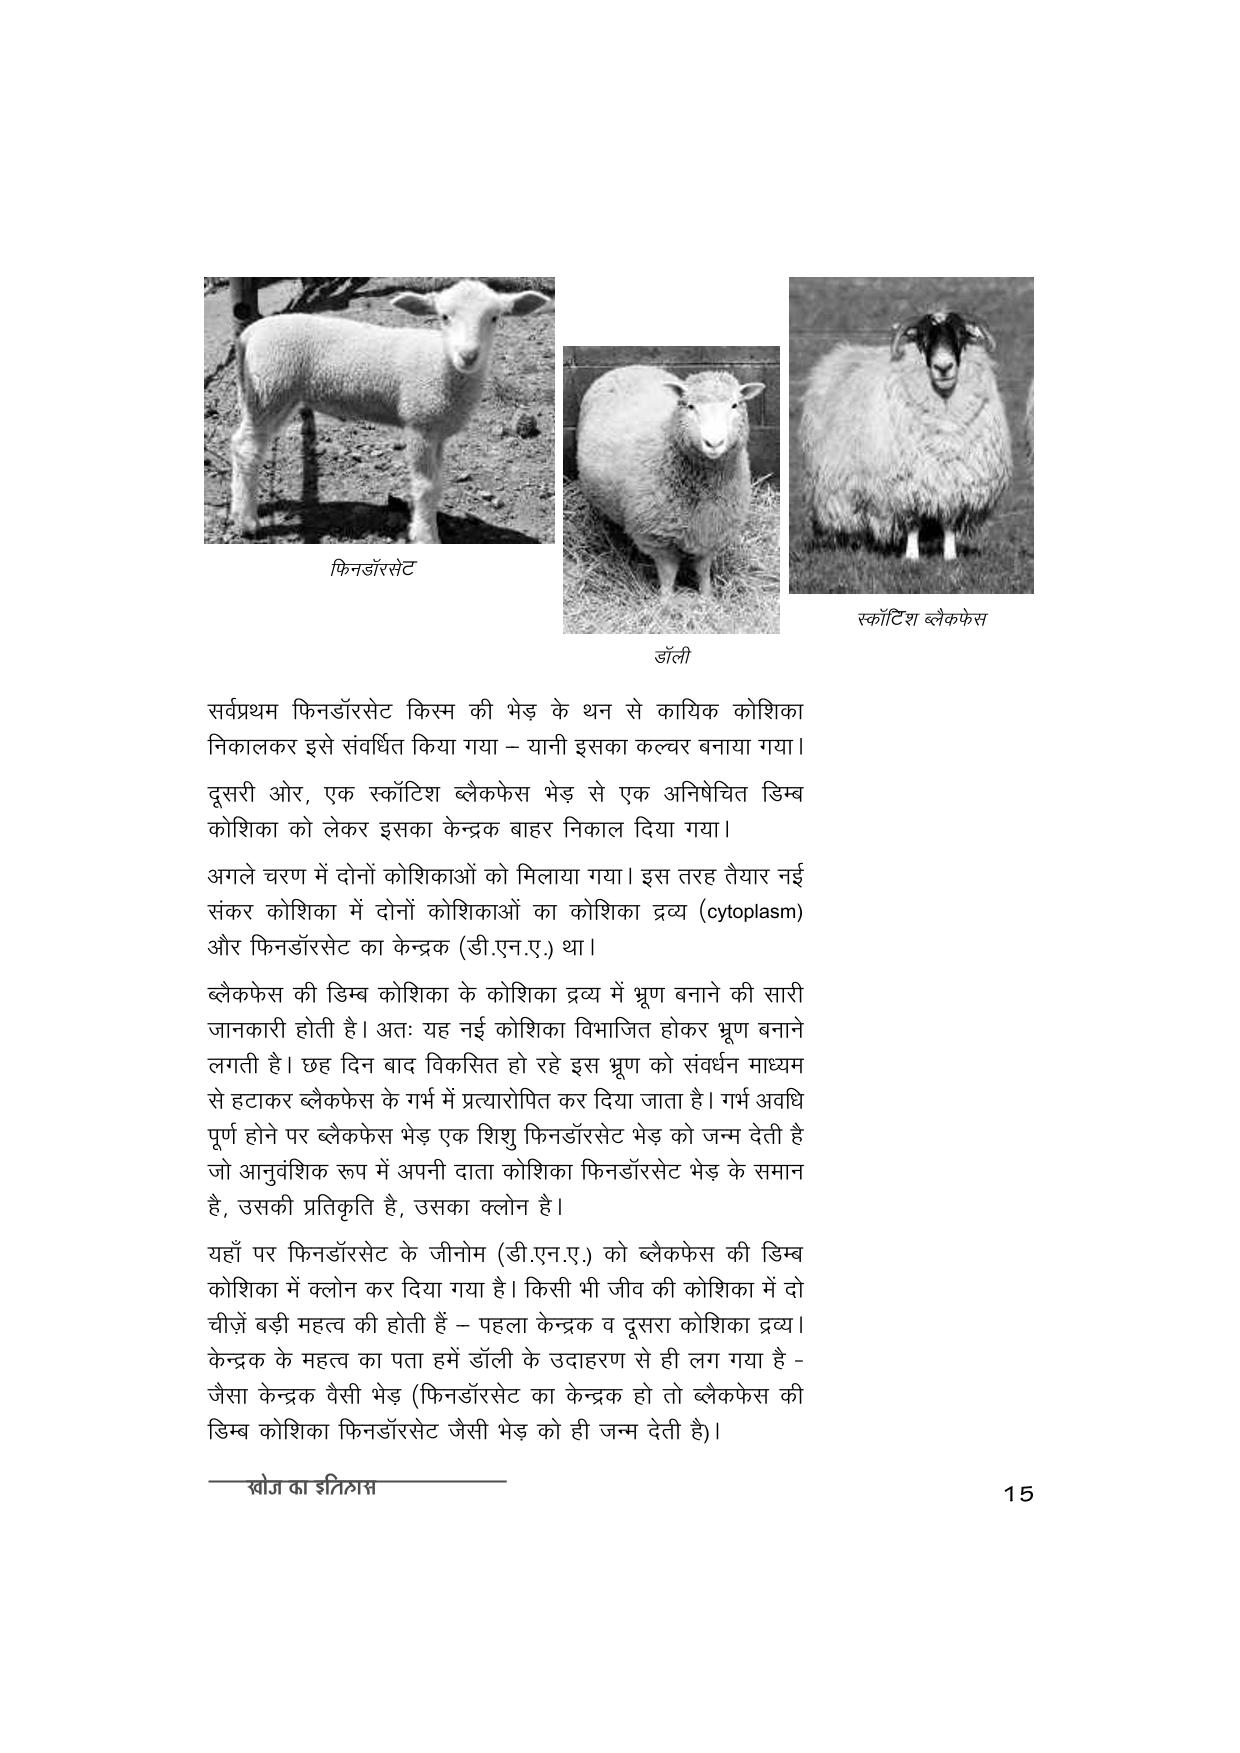 फिनडॉरसेट
स्कॉटिश ब्लैकफेस
डॉली
सर्वप्रथम फिनडॉरसेट किस्म की भेड़ के थन से कायिक कोशिका
निकालकर इसे संवर्धित किया गया – यानी इसका कल्चर बनाया गया।
दूसरी ओर, एक स्कॉटिश ब्लैकफेस भेड़ से एक अनिषेचित डिम्ब
कोशिका को लेकर इसका केन्द्रक बाहर निकाल दिया गया।
अगले चरण में दोनों कोशिकाओं को मिलाया गया। इस तरह तैयार नई
संकर कोशिका में दोनों कोशिकाओं का कोशिका द्रव्य (cytoplasm)
और फिनडॉरसेट का केन्द्रक (डी.एन.ए.) था।
ब्लैकफेस की डिम्ब कोशिका के कोशिका द्रव्य में भ्रूण बनाने की सारी
जानकारी होती है। अतः यह नई कोशिका विभाजित होकर भ्रूण बनाने
लगती है। छह दिन बाद विकसित हो रहे इस भ्रूण को संवर्धन माध्यम
से हटाकर ब्लैकफेस के गर्भ में प्रत्यारोपित कर दिया जाता है। गर्भ अवधि
पूर्ण होने पर ब्लैकफेस भेड़ एक शिशु फिनडॉरसेट भेड़ को जन्म देती है
जो आनुवंशिक रूप में अपनी दाता कोशिका फिनडॉरसेट भेड़ के समान
है, उसकी प्रतिकृति है, उसका क्लोन है।
यहाँ पर फिनडॉरसेट के जीनोम (डी.एन.ए.) को ब्लैकफेस की डिम्ब
कोशिका में क्लोन कर दिया गया है। किसी भी जीव की कोशिका में दो
चीज़ें बड़ी महत्व की होती हैं – पहला केन्द्रक व दूसरा कोशिका द्रव्य।
केन्द्रक के महत्व का पता हमें डॉली के उदाहरण से ही लग गया है -
जैसा केन्द्रक वैसी भेड़ (फिनडॉरसेट का केन्द्रक हो तो ब्लैकफेस की
डिम्ब कोशिका फिनडॉरसेट जैसी भेड़ को ही जन्म देती है)।
खोज का इतिहास
15